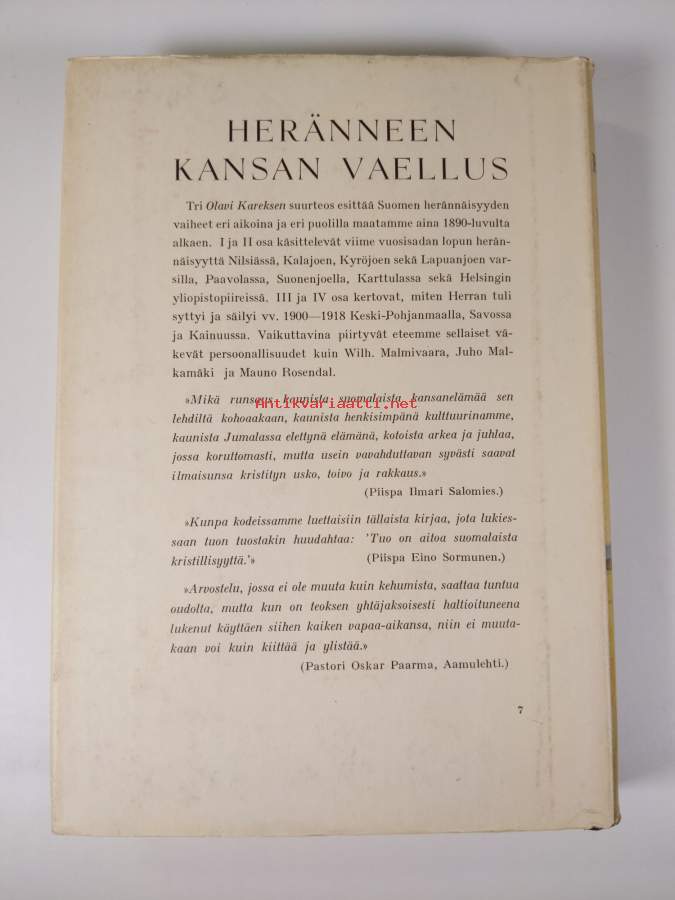 HERÄNNEEN
KANSAN VAELLUS
Tri Olavi Kareksen suurteos esittää Suomen herännäisyyden
vaiheet eri aikoina ja eri puolilla maatamme aina 1890-luvulta
alkaen. I ja II osa käsittelevät viime vuosisadan lopun herän-
näisyyttä Nilsiässä, Kalajoen, Kyröjoen sekä Lapuanjoen var-
silla, Paavolassa, Suonenjoella, Karttulassa sekä Helsingin
yliopistopiireissä. III ja IV osa kertovat, miten Herran tuli
syttyi ja säilyi vv. 1900—1918 Keski-Pohjanmaalla, Savossa
ja Kainuussa. Vaikuttavina piirtyvät eteemme sellaiset vä-
kevät persoonallisuudet kuin Wilh. Malmivaara, Juho Mal-
kamäki ja Mauno Rosendal.
»Mikä runsaus kaunista suomalaista kansanelämää sen
Antikvariaatti.net
lehdiltä kohoaakaan, kaunista henkisimpänä kulttuurinamme,
kaunista Jumalassa elettynä elämänä, kotoista arkea ja juhlaa,
jossa koruttomasti, mutta usein vavahduttavan syvästi saavat
ilmaisunsa kristityn usko, toivo ja rakkaus.»
(Piispa Ilmari Salomies.)
»Kunpa kodeissamme luettaisiin tällaista kirjaa, jota lukies-
saan tuon tuostakin huudahtaa: 'Tuo on aitoa suomalaista
kristillisyyttä.'» (Piispa Eino Sormunen.)
»Arvostelu, jossa ei ole muuta kuin kehumista, saattaa tuntua
oudolta, mutta kun on teoksen yhtäjaksoisesti haltioituneena
lukenut käyttäen siihen kaiken vapaa-aikansa, niin ei muuta-
kaan voi kuin kiittää ja ylistää.»
(Pastori Oskar Paarma, Aamulehti.)
7